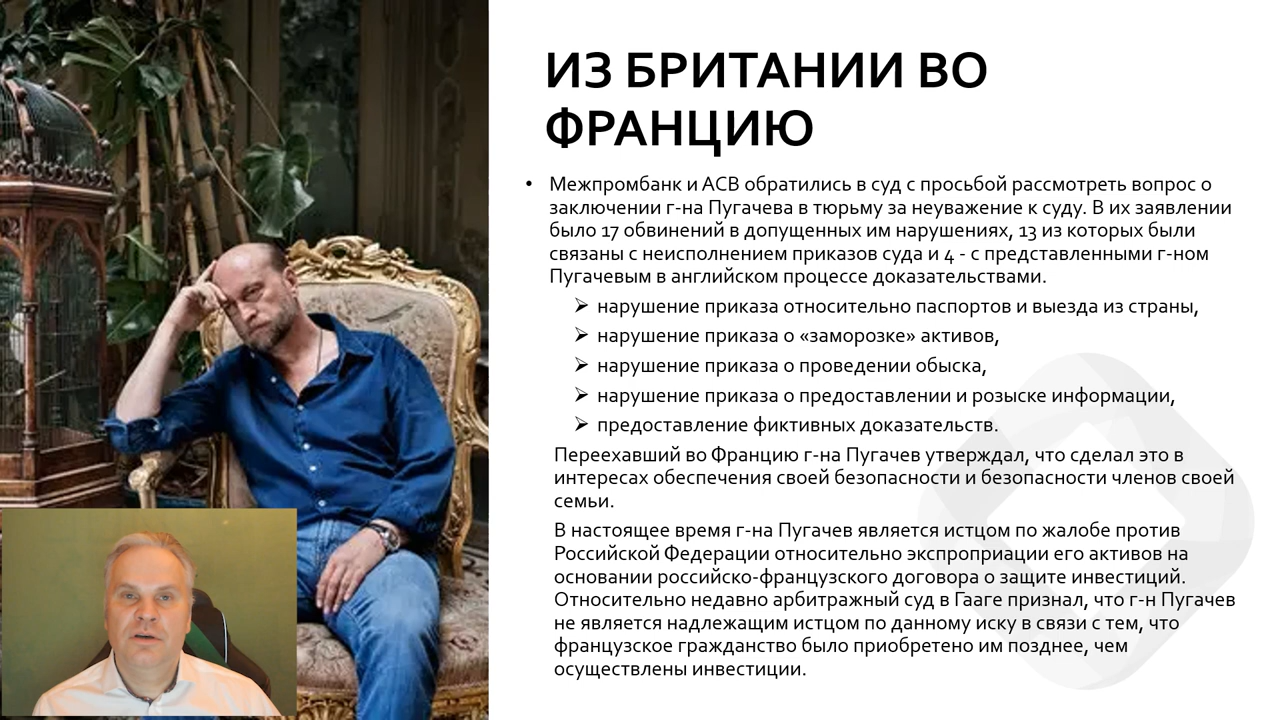 ИЗ БРИТАНИИ ВО
ФРАНЦИЮ
• Межпромбанк и АСВ обратились в суд с просьбой рассмотреть вопрос о
заключении г-на Пугачева в тюрьму за неуважение к суду. В их заявлении
было 17 обвинений в допущенных им нарушениях, 13 из которых были
связаны с неисполнением приказов суда и 4 - с представленными г-ном
Пугачевым в английском процессе доказательствами.
➢ нарушение приказа относительно паспортов и выезда из страны,
➢ нарушение приказа о «заморозке» активов,
➢ нарушение приказа о проведении обыска,
➢ нарушение приказа о предоставлении и розыске информации,
➢ предоставление фиктивных доказательств.
Переехавший во Францию г-на Пугачев утверждал, что сделал это в
интересах обеспечения своей безопасности и безопасности членов своей
семьи.
В настоящее время г-на Пугачев является истцом по жалобе против
Российской Федерации относительно экспроприации его активов на
основании российско-французского договора о защите инвестиций.
Относительно недавно арбитражный суд в Гааге признал, что г-н Пугачев
не является надлежащим истцом по данному иску в связи с тем, что
французское гражданство было приобретено им позднее, чем
осуществлены инвестиции.